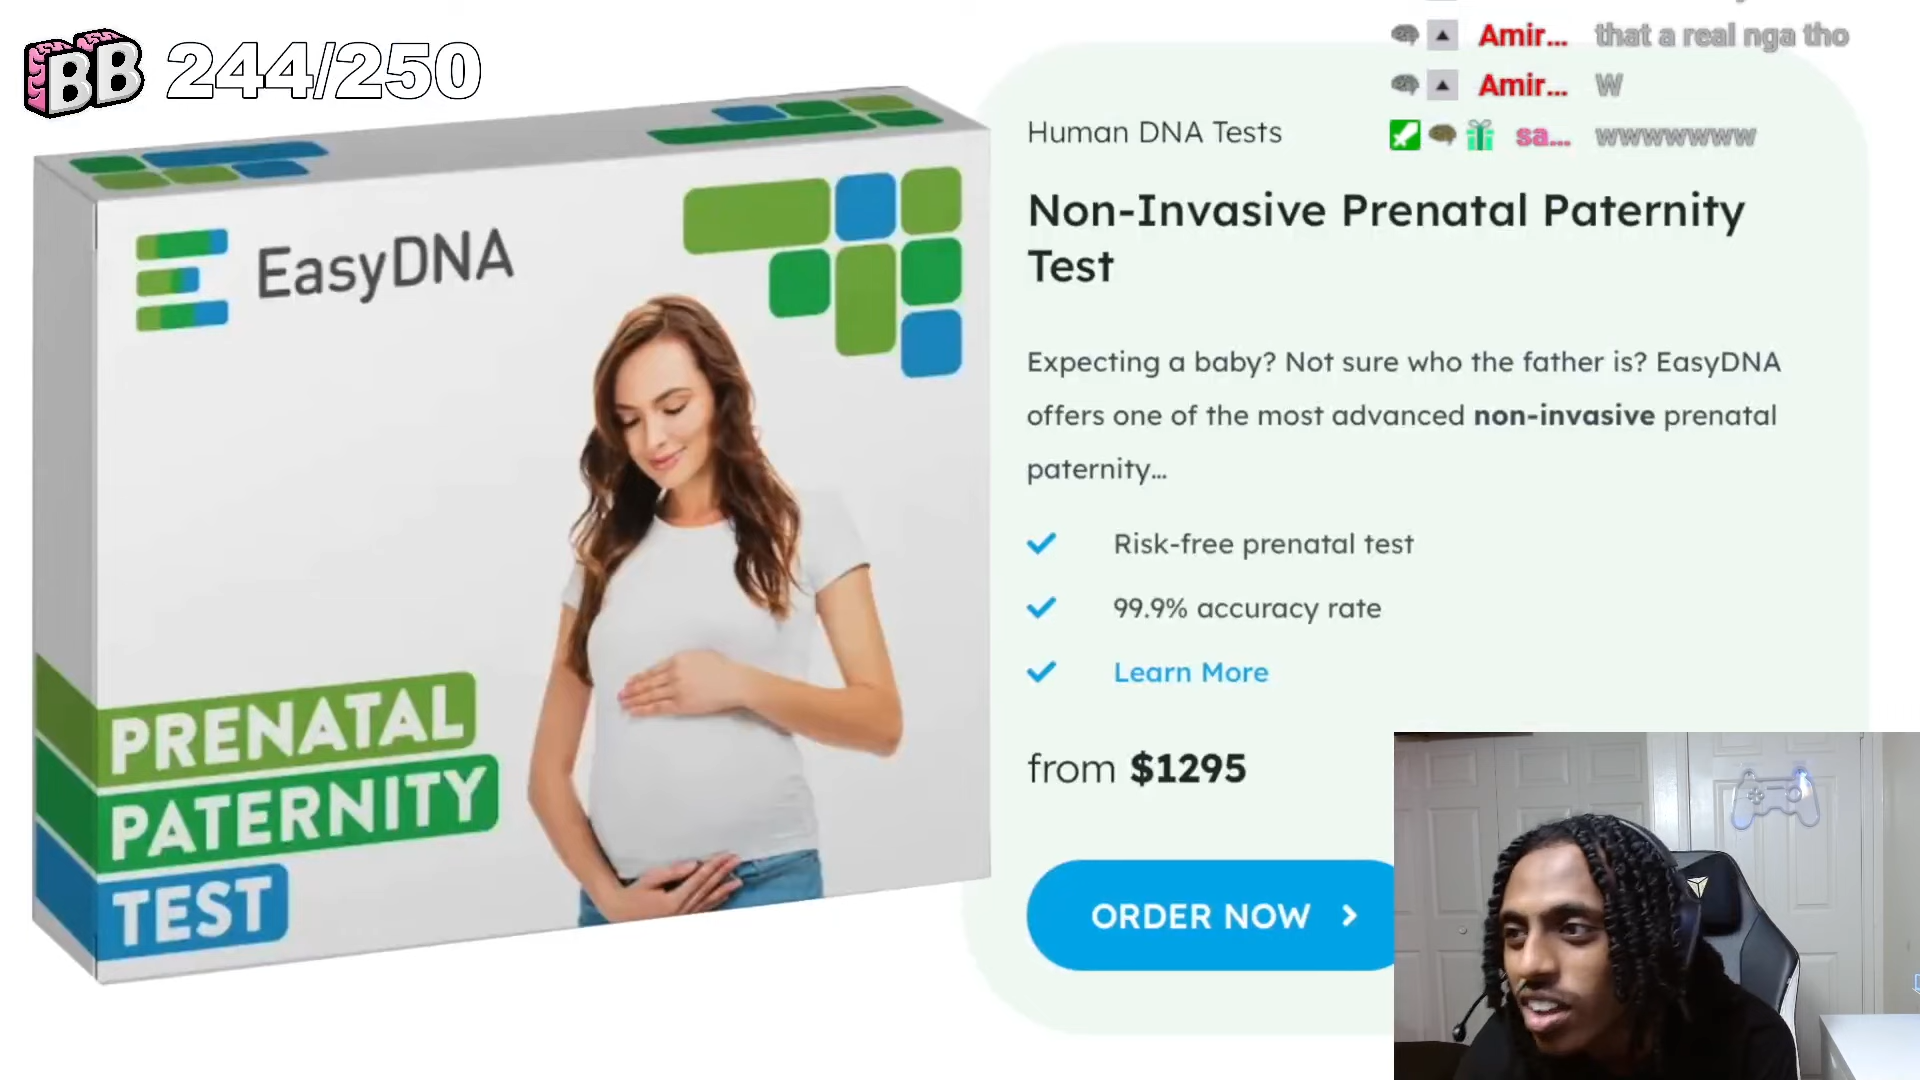 BB 244/250
Amir... that a real nga tho
Amir... W
sa... wwwwwww
EasyDNA
PRENATAL
PATERNITY
TEST
Human DNA Tests
Non-Invasive Prenatal Paternity
Test
Expecting a baby? Not sure who the father is? EasyDNA
offers one of the most advanced non-invasive prenatal
paternity...
Risk-free prenatal test
99.9% accuracy rate
Learn More
from $1295
ORDER NOW